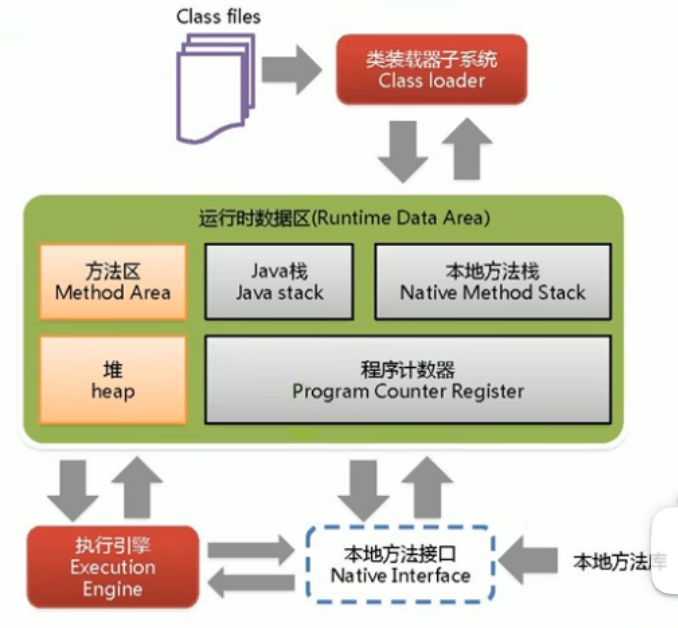 Class files
类装载器子系统
Class loader
运行时数据区(Runtime Data Area)
方法区
Method Area
Java栈
Java stack
本地方法栈
Native Method Stack
堆
heap
程序计数器
Program Counter Register
执行引擎
Execution
Engine
本地方法接口
Native Interface
本地方法库